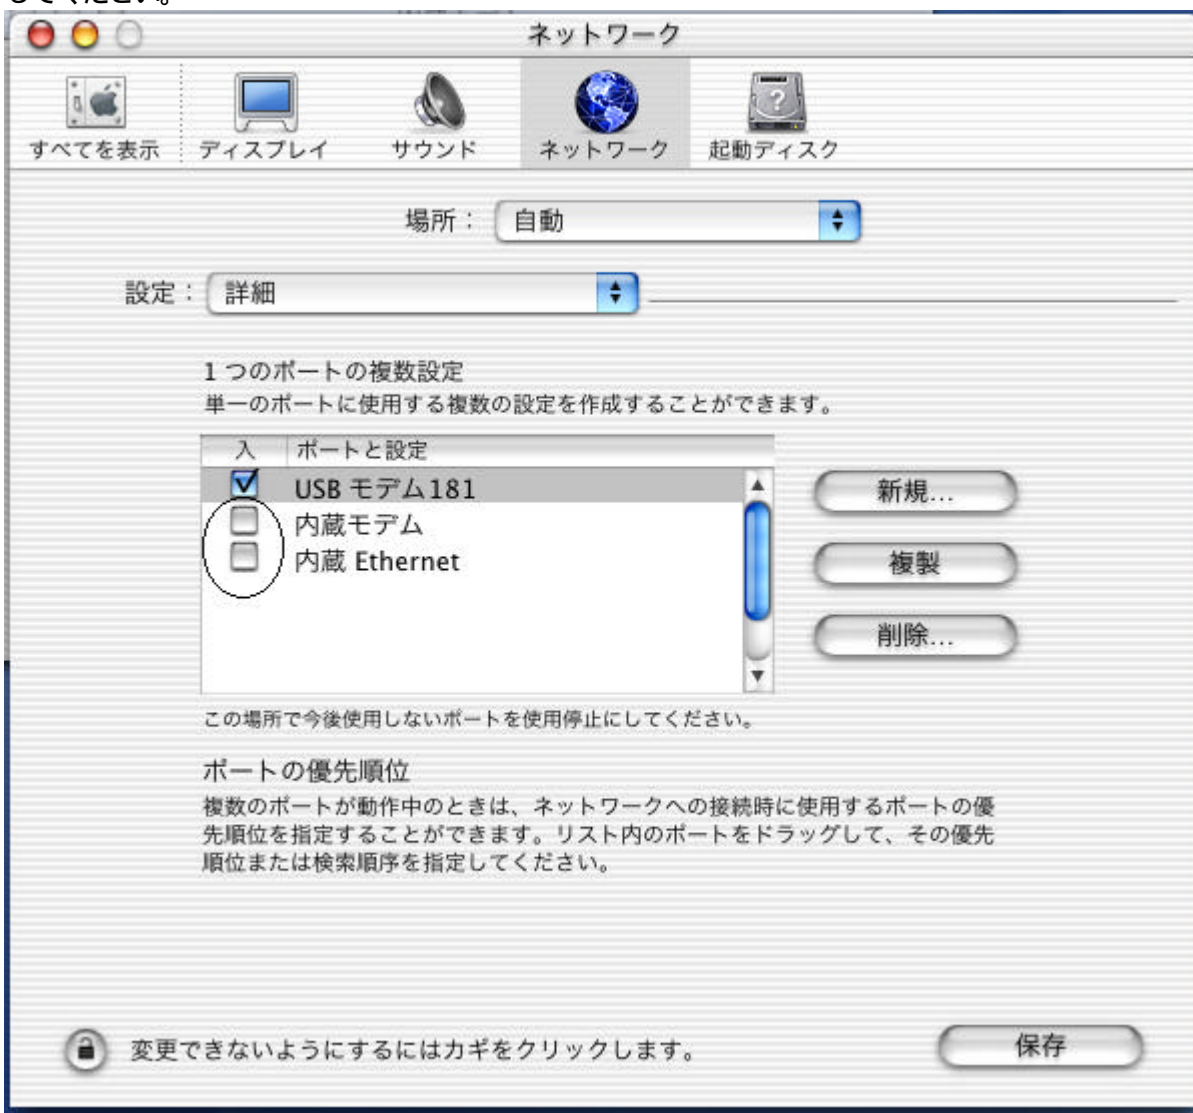 してください。
ネットワーク
すべてを表示 ディスプレイ サウンド ネットワーク 起動ディスク
場所： 自動
設定： 詳細
1 つのポートの複数設定
単一のポートに使用する複数の設定を作成することができます。
入 ポートと設定
USB モデム181
内蔵モデム
内蔵 Ethernet
新規...
複製
削除...
この場所で今後使用しないポートを使用停止にしてください。
ポートの優先順位
複数のポートが動作中のときは、ネットワークへの接続時に使用するポートの優
先順位を指定することができます。リスト内のポートをドラッグして、その優先
順位または検索順序を指定してください。
変更できないようにするにはカギをクリックします。
保存